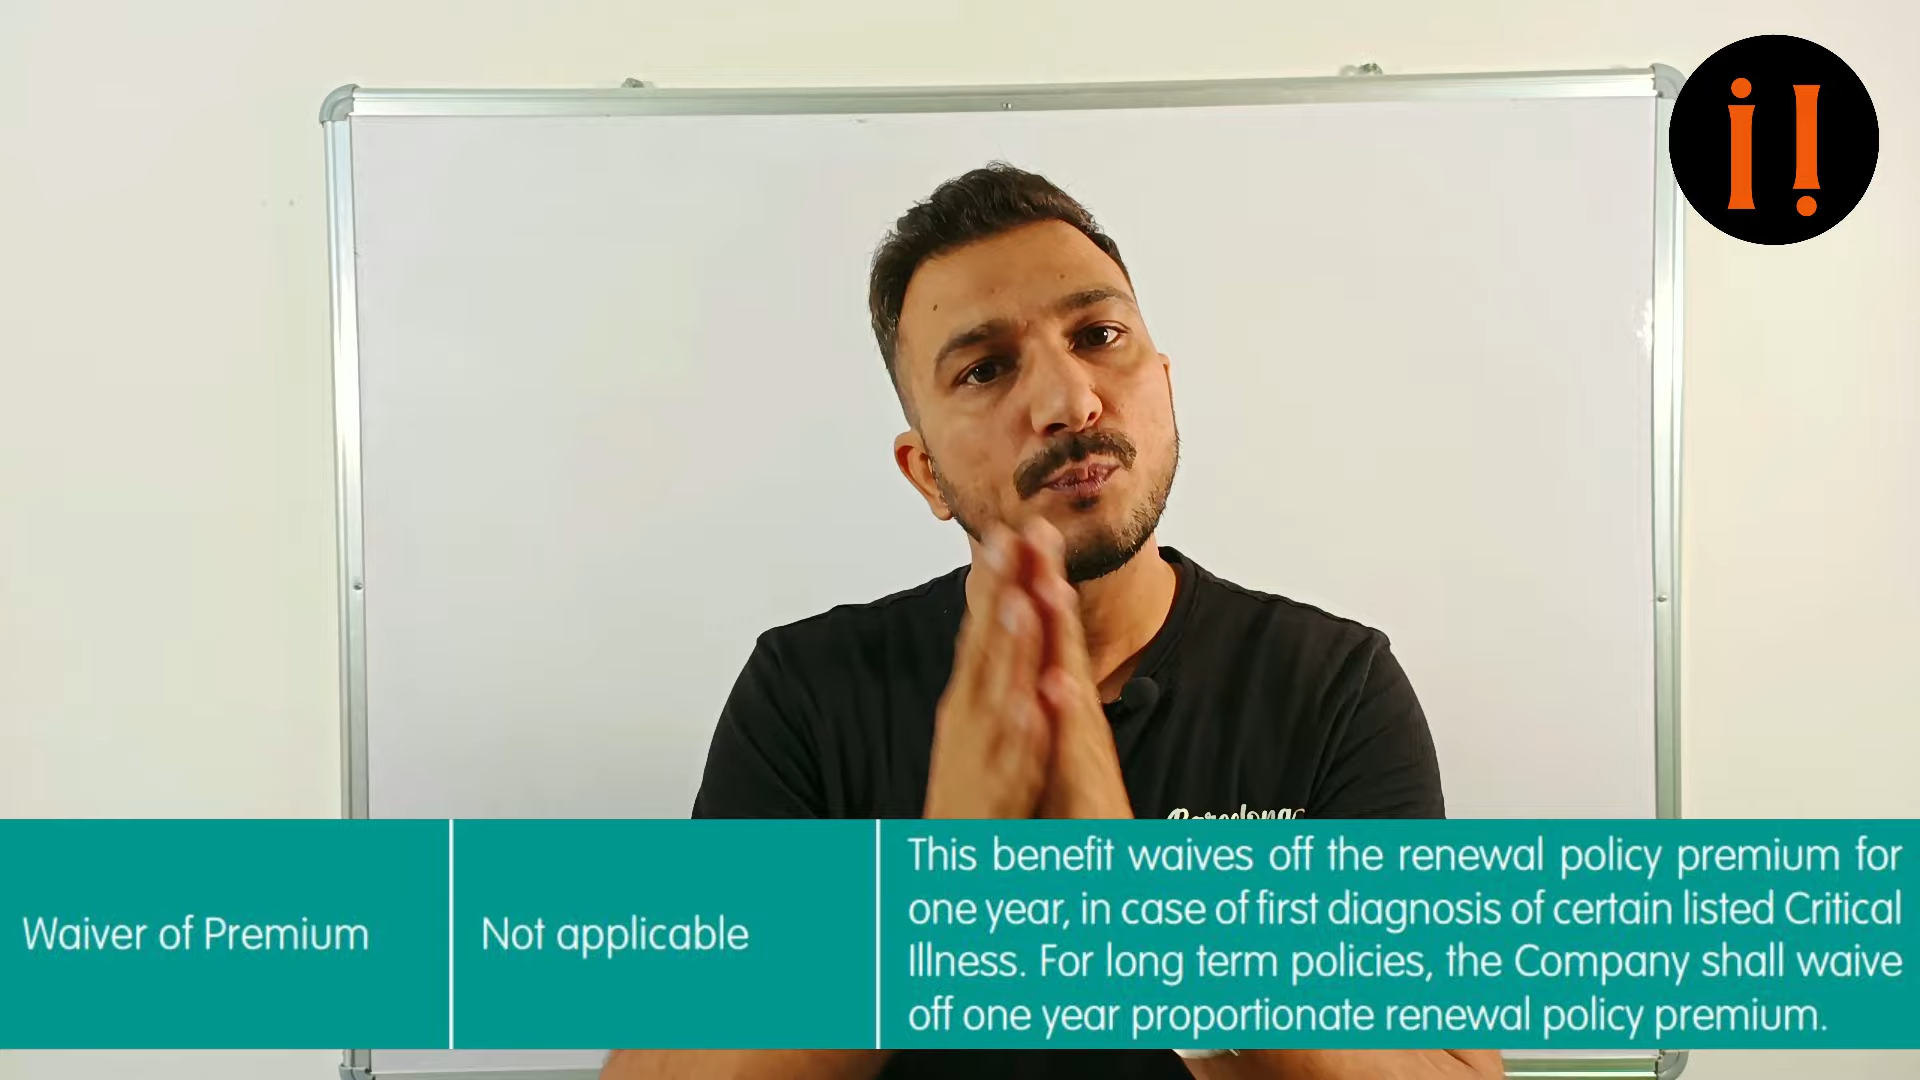 Waiver of Premium
Not applicable
This benefit waives off the renewal policy premium for
one year, in case of first diagnosis of certain listed Critical
Illness. For long term policies, the Company shall waive
off one year proportionate renewal policy premium.